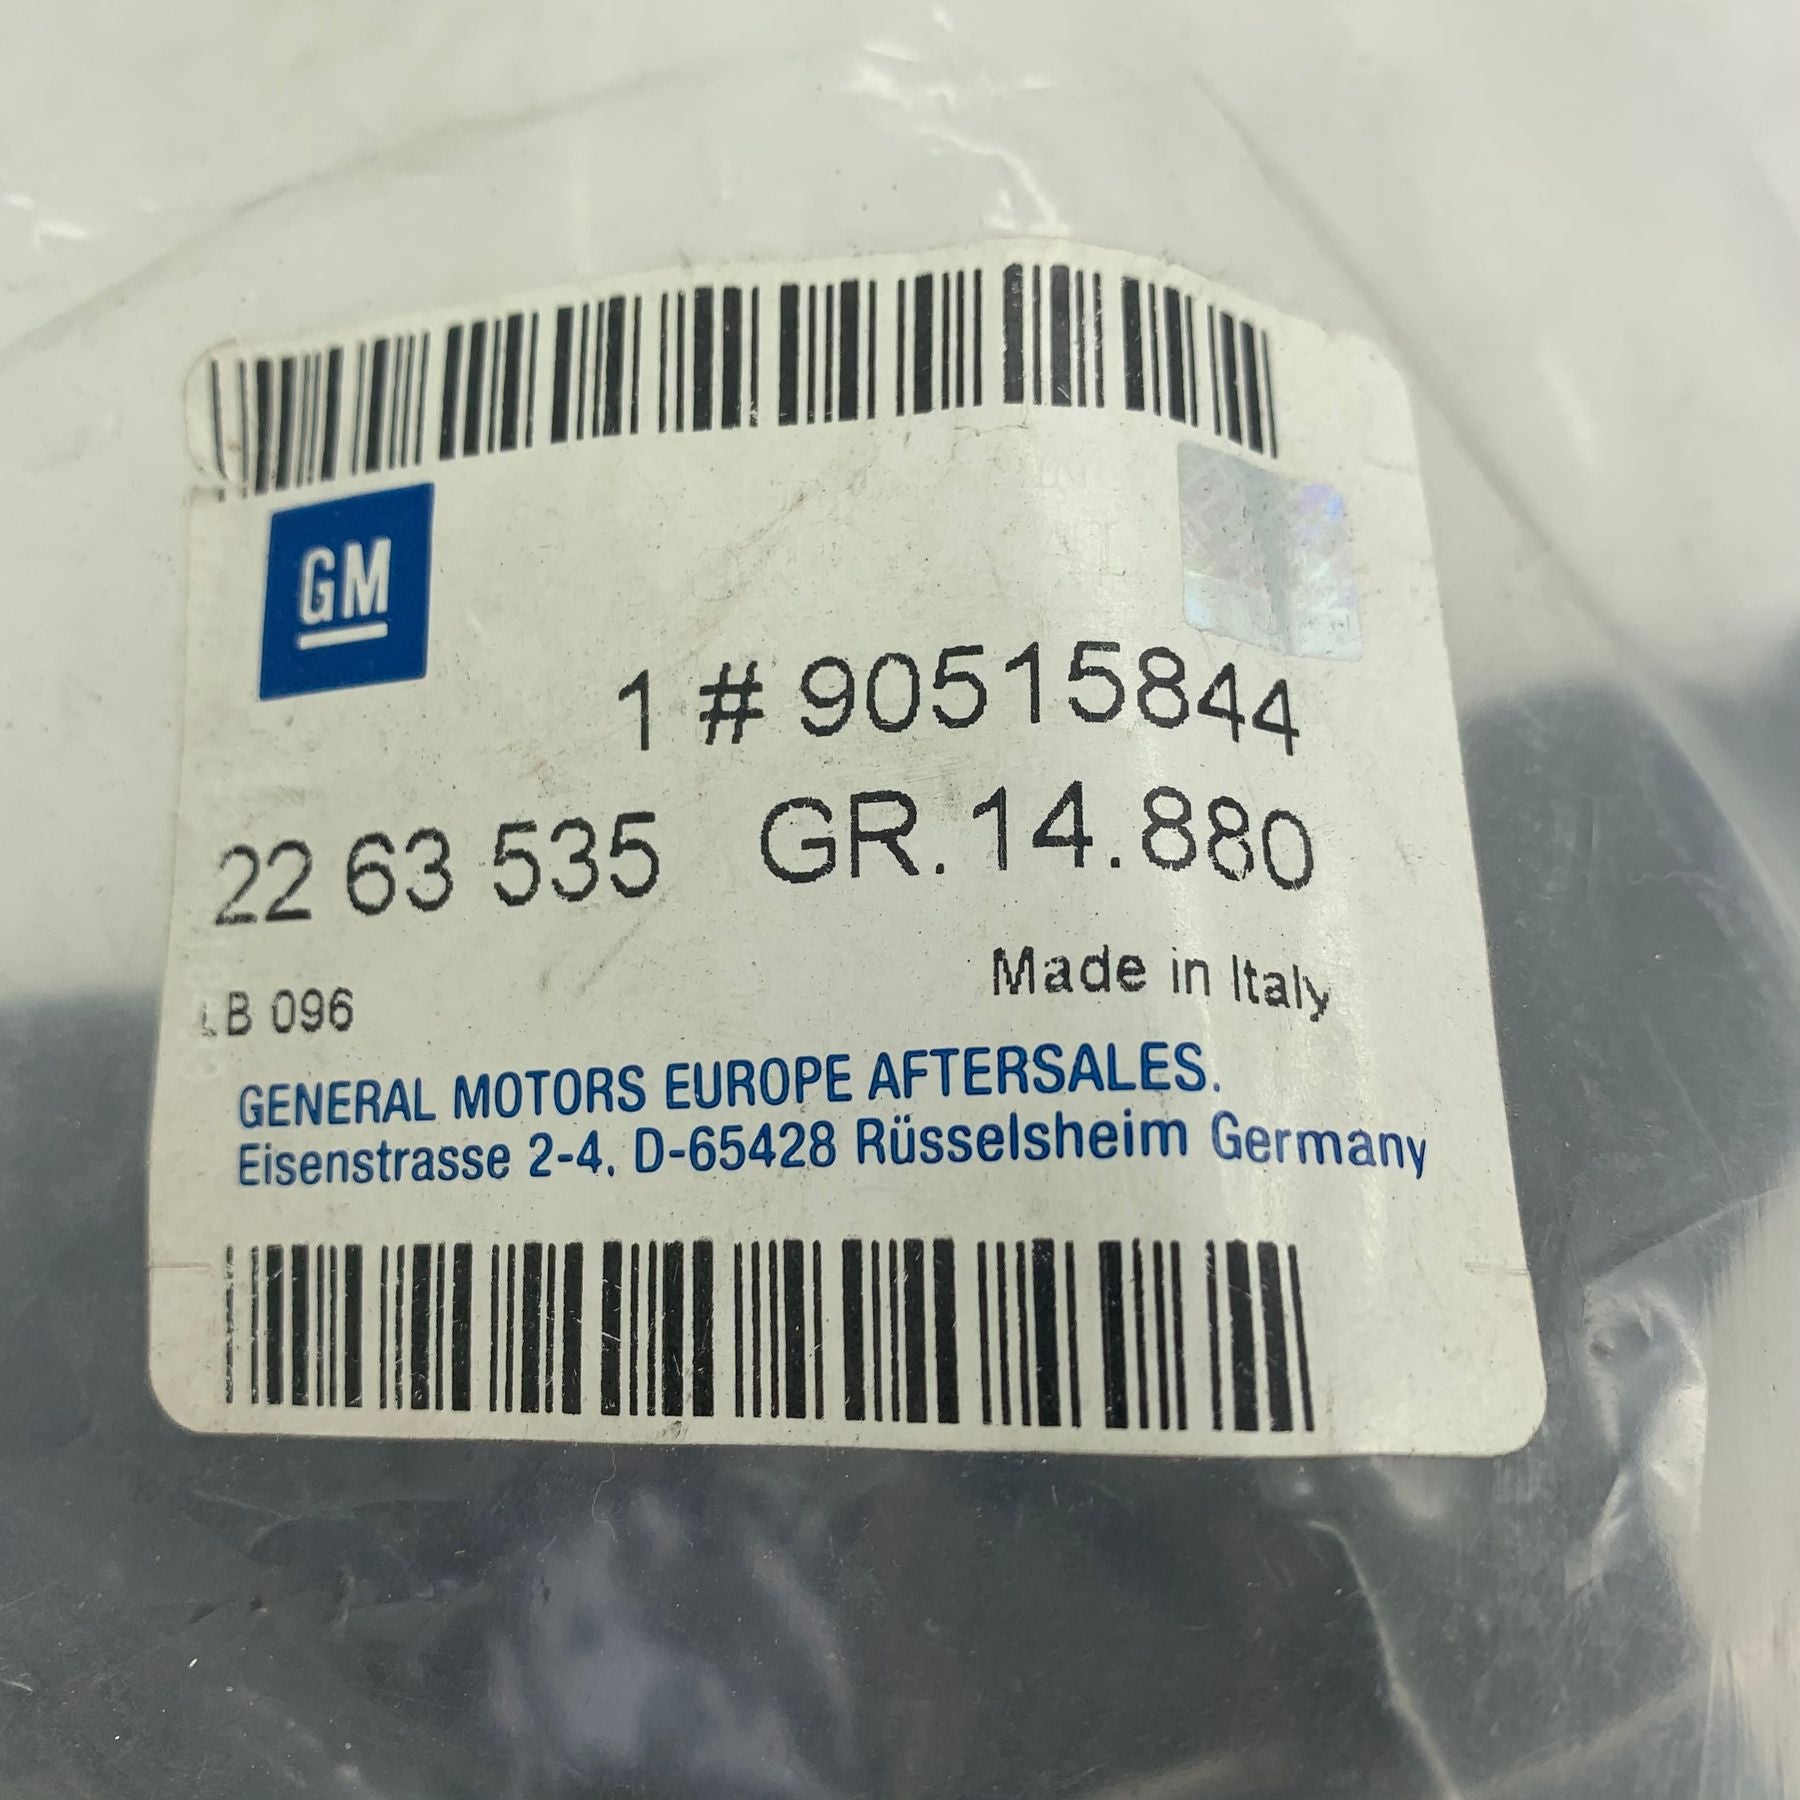 GM
1 # 90515844
22 63 535 GR.14.880
Made in Italy
LB 096
GENERAL MOTORS EUROPE AFTERSALES.
Eisenstrasse 2-4, D-65428 Rüsselsheim Germany